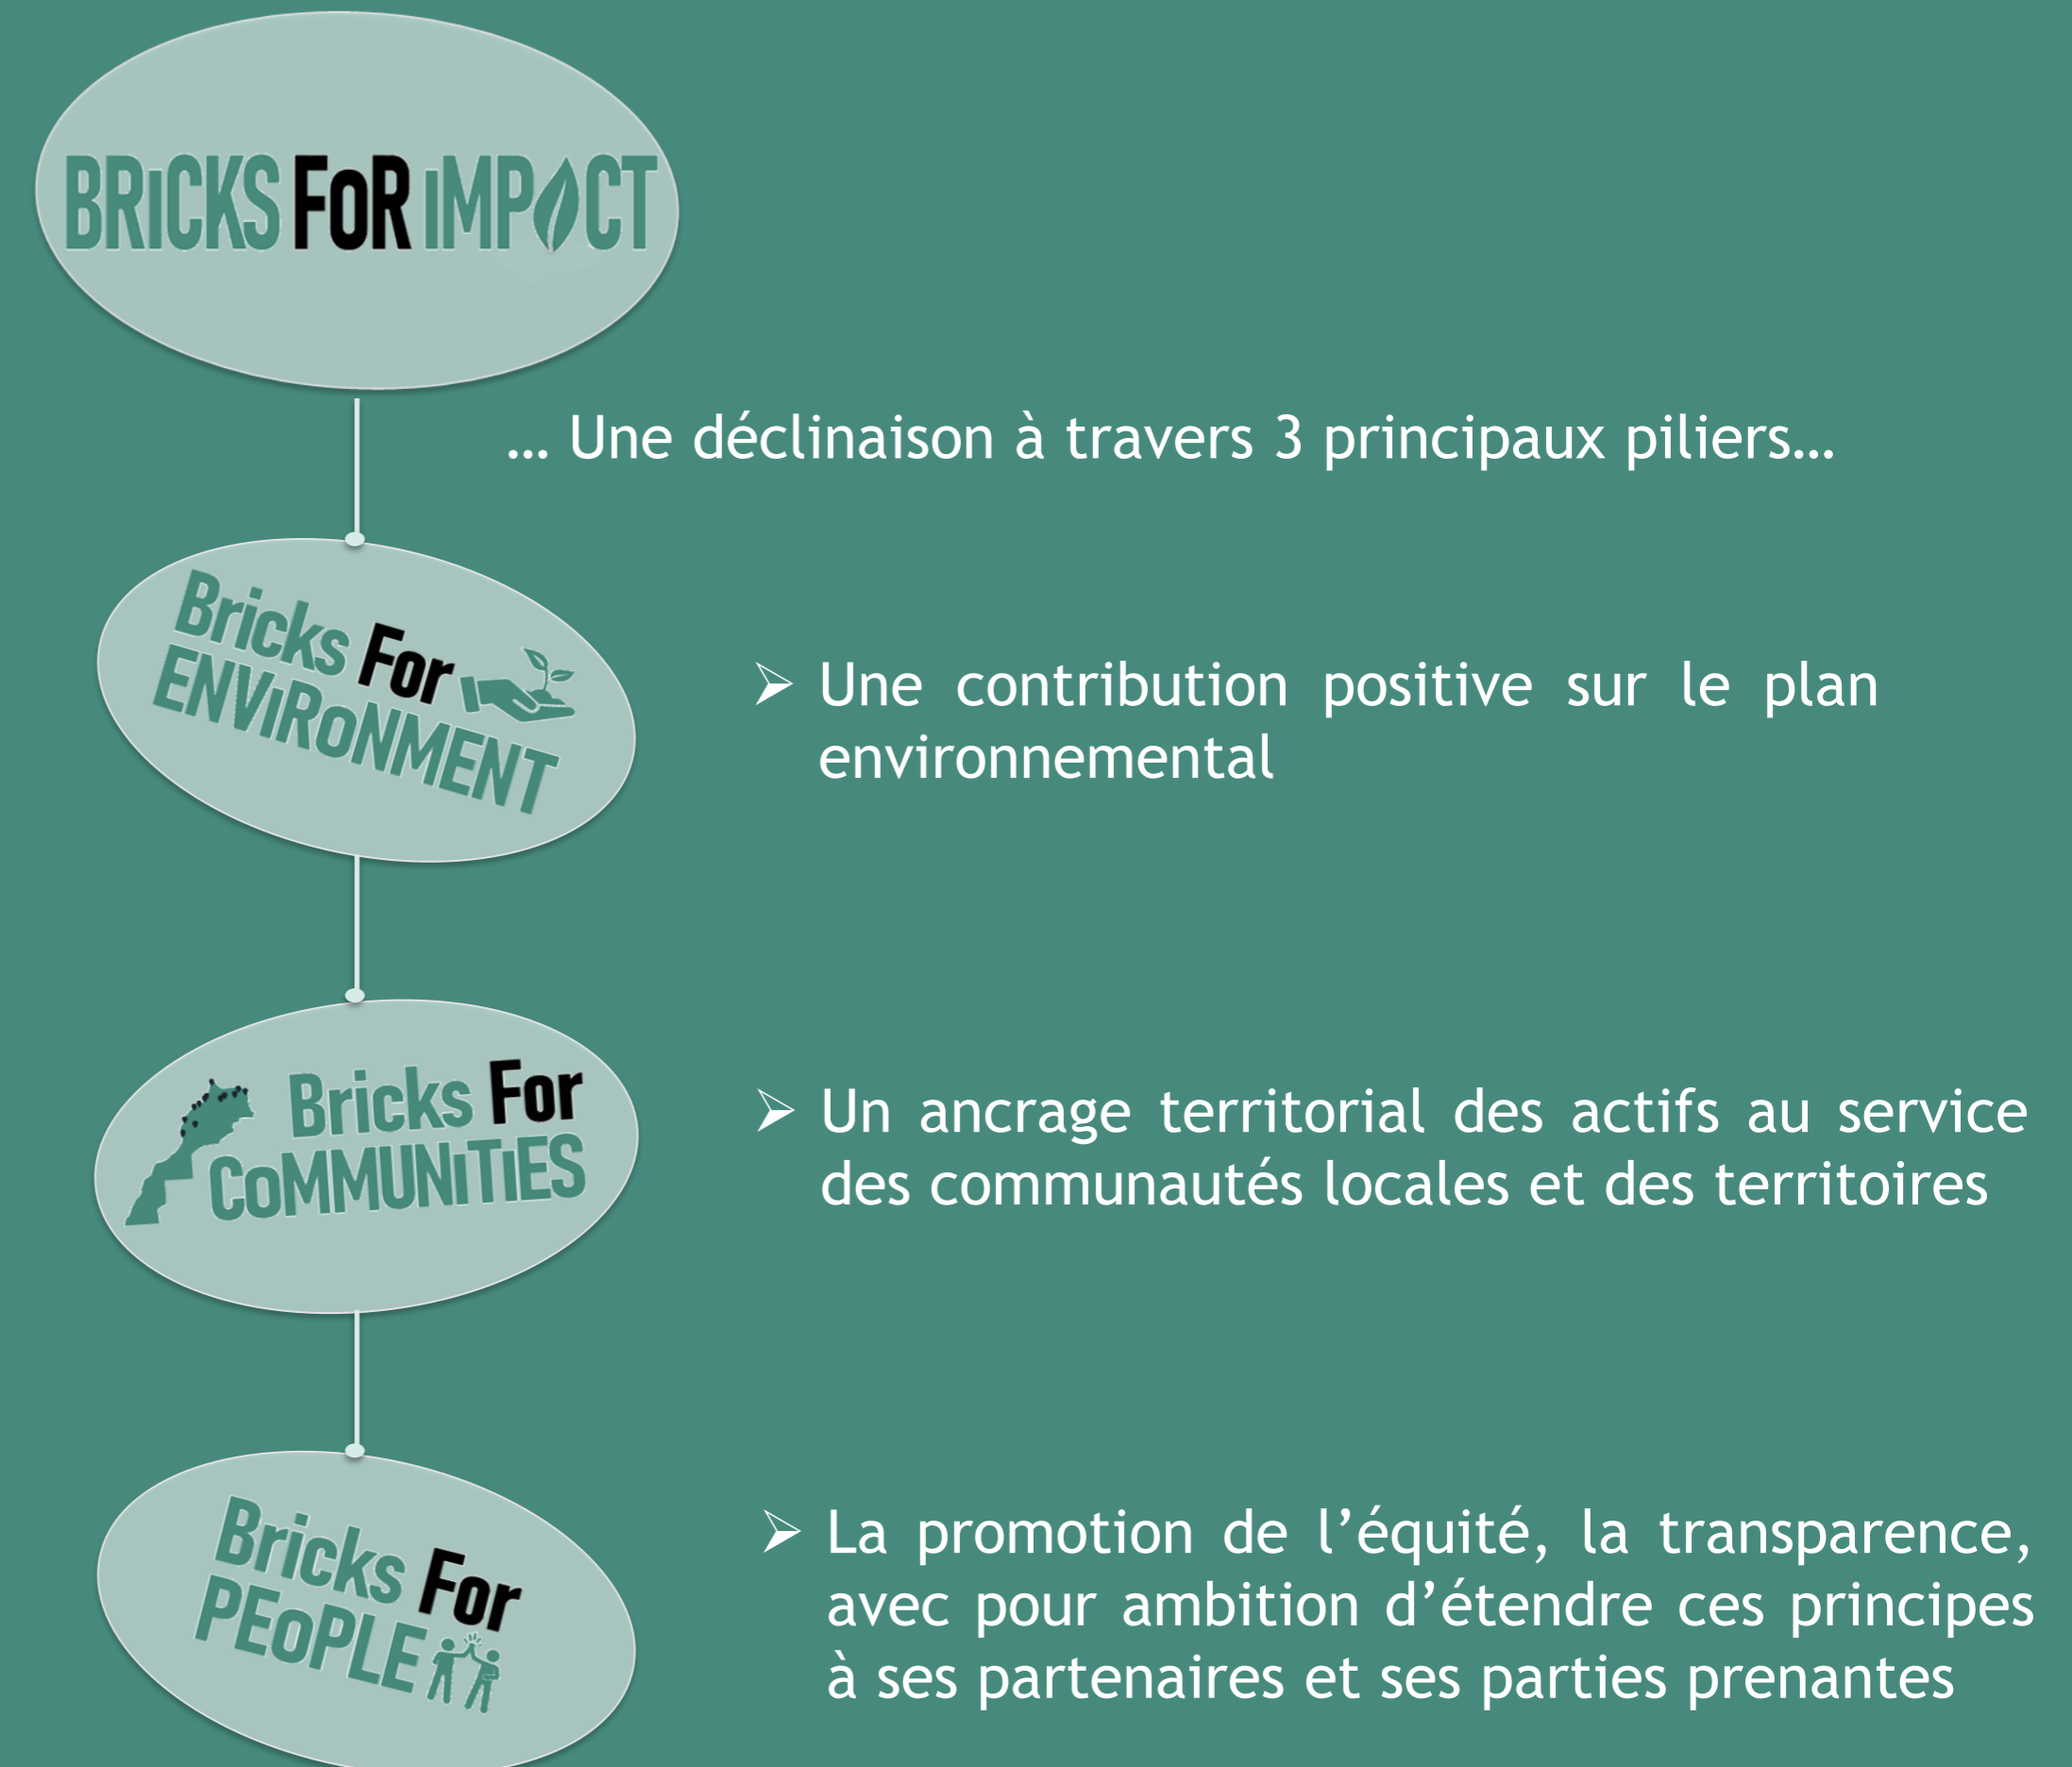 BRiCKS FoR iMPACT
... Une déclinaison à travers 3 principaux piliers...
Bricks For
ENViRoNMENT
Une contribution positive sur le plan
environnemental
Bricks For
CoMMUNiTiES
Un ancrage territorial des actifs au service
des communautés locales et des territoires
Bricks For
PEoPLE
La promotion de l’équité, la transparence,
avec pour ambition d’étendre ces principes
à ses partenaires et ses parties prenantes